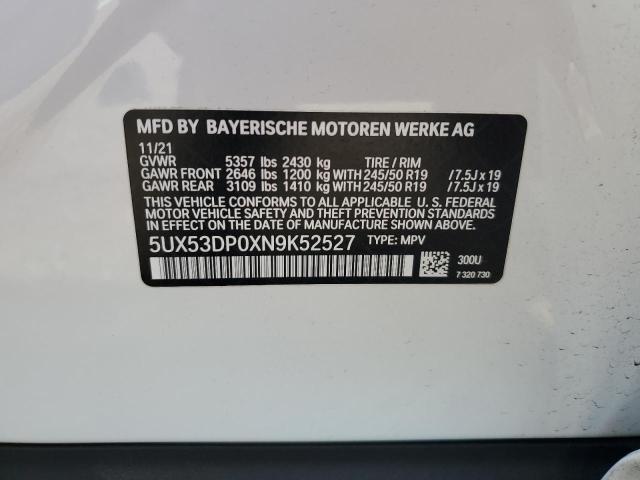 MFD BY BAYERISCHE MOTOREN WERKE AG
11/21
GVWR 5357 lbs 2430 kg TIRE / RIM
GAWR FRONT 2646 lbs 1200 kg WITH 245/50 R19 /7.5J x 19
GAWR REAR 3109 lbs 1410 kg WITH 245/50 R19 /7.5J x 19
THIS VEHICLE CONFORMS TO ALL APPLICABLE U. S. FEDERAL
MOTOR VEHICLE SAFETY AND THEFT PREVENTION STANDARDS
IN EFFECT ON THE DATE OF MANUFACTURE SHOWN ABOVE.
5UX53DP0XN9K52527 TYPE: MPV
300U
7 320 730